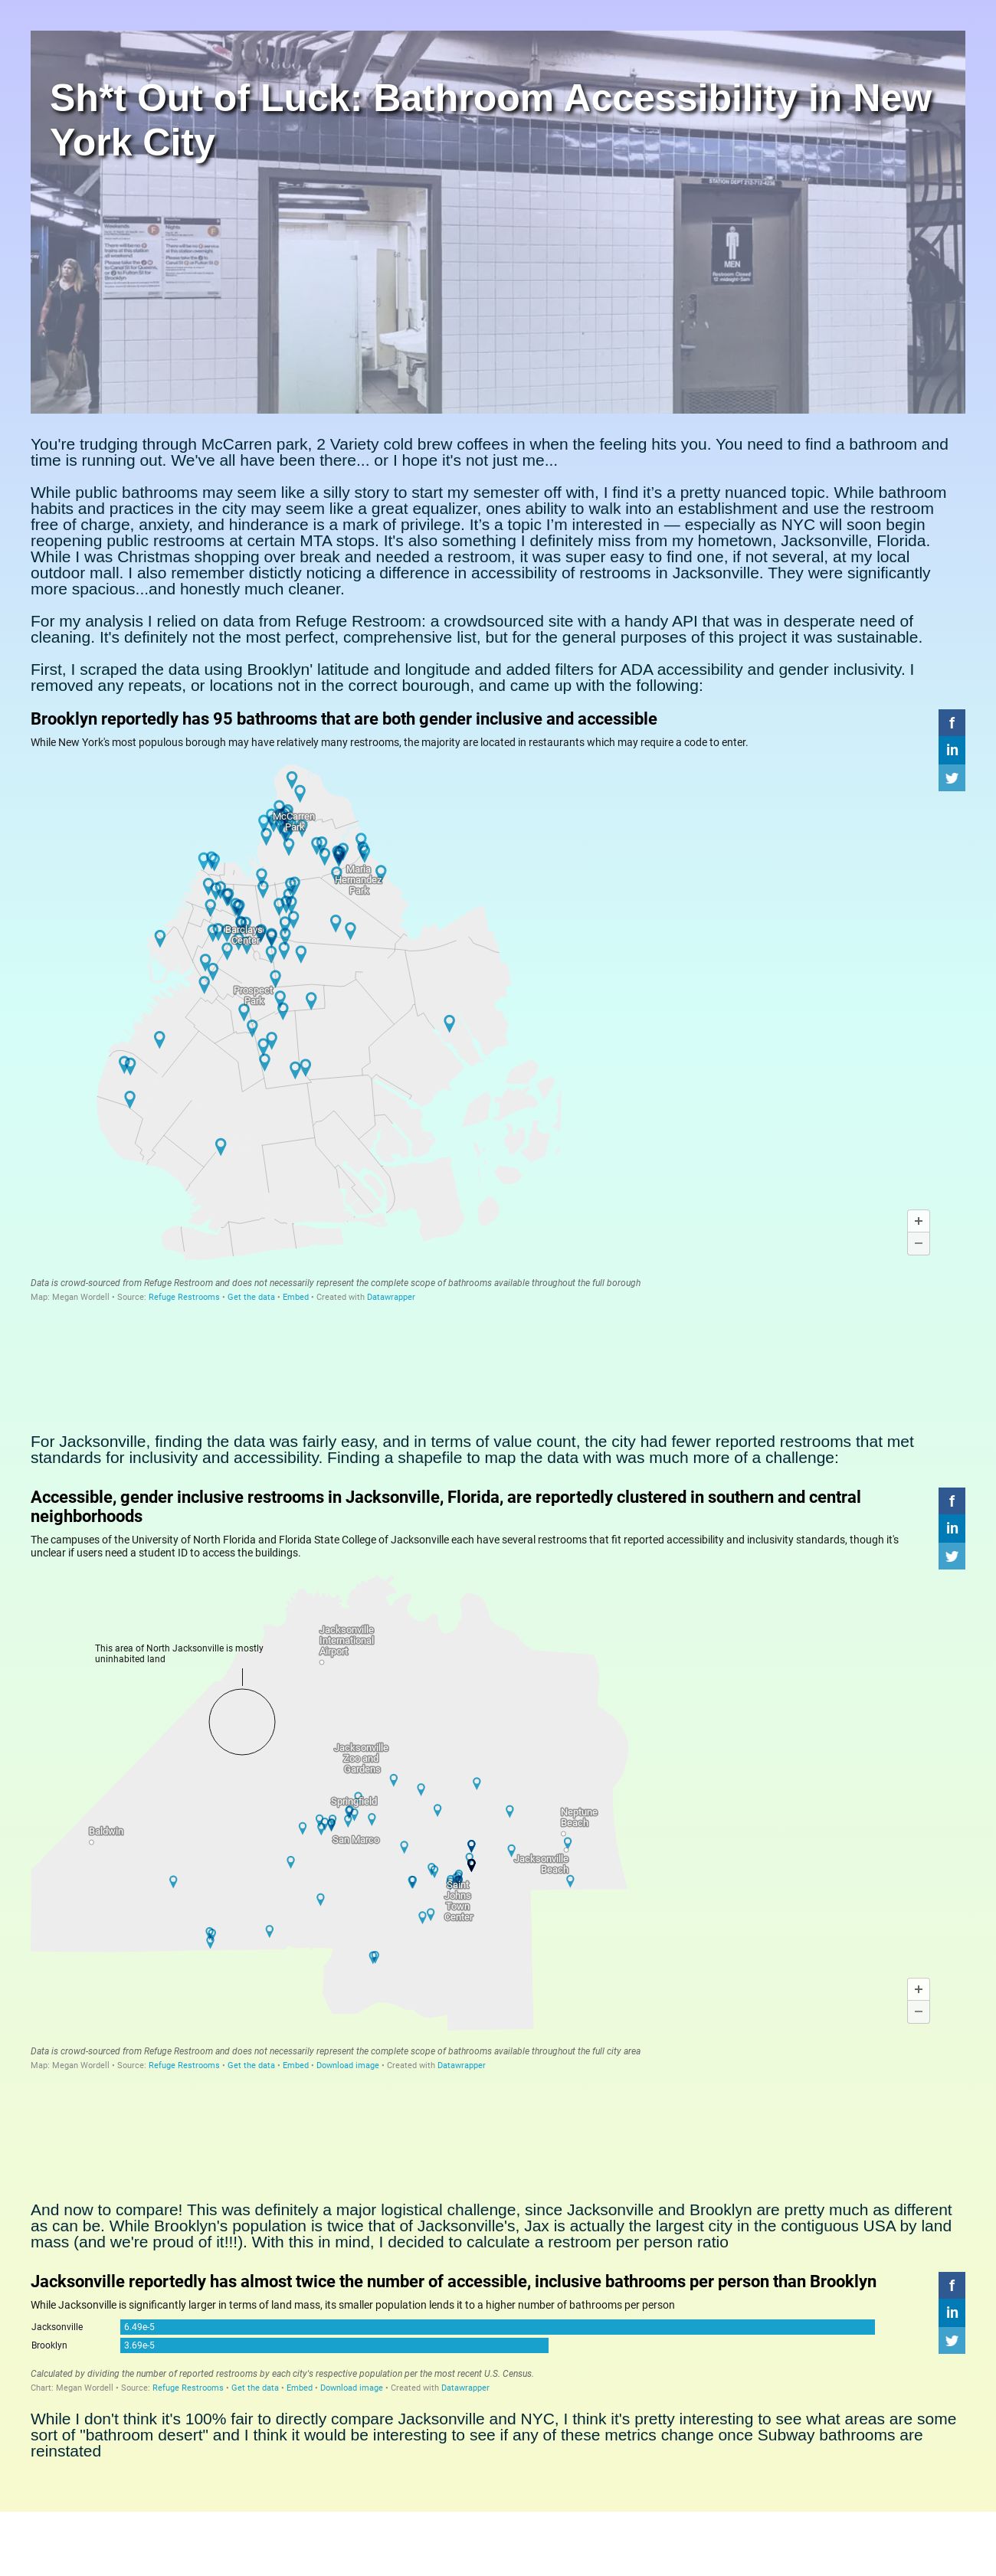 Sh*t Out of Luck: Bathroom Accessibility in New
York City
STATION DEPT 212-712-4236
Weekends
F
Nights
F
There will be no
trains at this station
all weekend.
MEN
Restroom Closed
You're trudging through McCarren park, 2 Variety cold brew coffees in when the feeling hits you. You need to find a bathroom and
time is running out. We've all have been there... or I hope it's not just me...
While public bathrooms may seem like a silly story to start my semester off with, I find it’s a pretty nuanced topic. While bathroom
habits and practices in the city may seem like a great equalizer, ones ability to walk into an establishment and use the restroom
free of charge, anxiety, and hinderance is a mark of privilege. It’s a topic I’m interested in — especially as NYC will soon begin
reopening public restrooms at certain MTA stops. It's also something I definitely miss from my hometown, Jacksonville, Florida.
While I was Christmas shopping over break and needed a restroom, it was super easy to find one, if not several, at my local
outdoor mall. I also remember distictly noticing a difference in accessibility of restrooms in Jacksonville. They were significantly
more spacious...and honestly much cleaner.
For my analysis I relied on data from Refuge Restroom: a crowdsourced site with a handy API that was in desperate need of
cleaning. It's definitely not the most perfect, comprehensive list, but for the general purposes of this project it was sustainable.
First, I scraped the data using Brooklyn' latitude and longitude and added filters for ADA accessibility and gender inclusivity. I
removed any repeats, or locations not in the correct bourough, and came up with the following:
Brooklyn reportedly has 95 bathrooms that are both gender inclusive and accessible
While New York's most populous borough may have relatively many restrooms, the majority are located in restaurants which may require a code to enter.
f
in
McCarren
Park
Maria
Hernandez
Park
Barclays
Center
Prospect
Park
+
−
Data is crowd-sourced from Refuge Restroom and does not necessarily represent the complete scope of bathrooms available throughout the full borough
Map: Megan Wordell • Source: Refuge Restrooms • Get the data • Embed • Created with Datawrapper
For Jacksonville, finding the data was fairly easy, and in terms of value count, the city had fewer reported restrooms that met
standards for inclusivity and accessibility. Finding a shapefile to map the data with was much more of a challenge:
Accessible, gender inclusive restrooms in Jacksonville, Florida, are reportedly clustered in southern and central
neighborhoods
The campuses of the University of North Florida and Florida State College of Jacksonville each have several restrooms that fit reported accessibility and inclusivity standards, though it's
unclear if users need a student ID to access the buildings.
f
in
Jacksonville
International
Airport
This area of North Jacksonville is mostly
uninhabited land
Jacksonville
Zoo and
Gardens
Springfield
Neptune
Beach
Baldwin
San Marco
Jacksonville
Beach
Saint
Johns
Town
Center
+
−
Data is crowd-sourced from Refuge Restroom and does not necessarily represent the complete scope of bathrooms available throughout the full city area
Map: Megan Wordell • Source: Refuge Restrooms • Get the data • Embed • Download image • Created with Datawrapper
And now to compare! This was definitely a major logistical challenge, since Jacksonville and Brooklyn are pretty much as different
as can be. While Brooklyn's population is twice that of Jacksonville's, Jax is actually the largest city in the contiguous USA by land
mass (and we're proud of it!!!). With this in mind, I decided to calculate a restroom per person ratio
Jacksonville reportedly has almost twice the number of accessible, inclusive bathrooms per person than Brooklyn
While Jacksonville is significantly larger in terms of land mass, its smaller population lends it to a higher number of bathrooms per person
f
in
Jacksonville 6.49e-5
Brooklyn 3.69e-5
Calculated by dividing the number of reported restrooms by each city's respective population per the most recent U.S. Census.
Chart: Megan Wordell • Source: Refuge Restrooms • Get the data • Embed • Download image • Created with Datawrapper
While I don't think it's 100% fair to directly compare Jacksonville and NYC, I think it's pretty interesting to see what areas are some
sort of "bathroom desert" and I think it would be interesting to see if any of these metrics change once Subway bathrooms are
reinstated